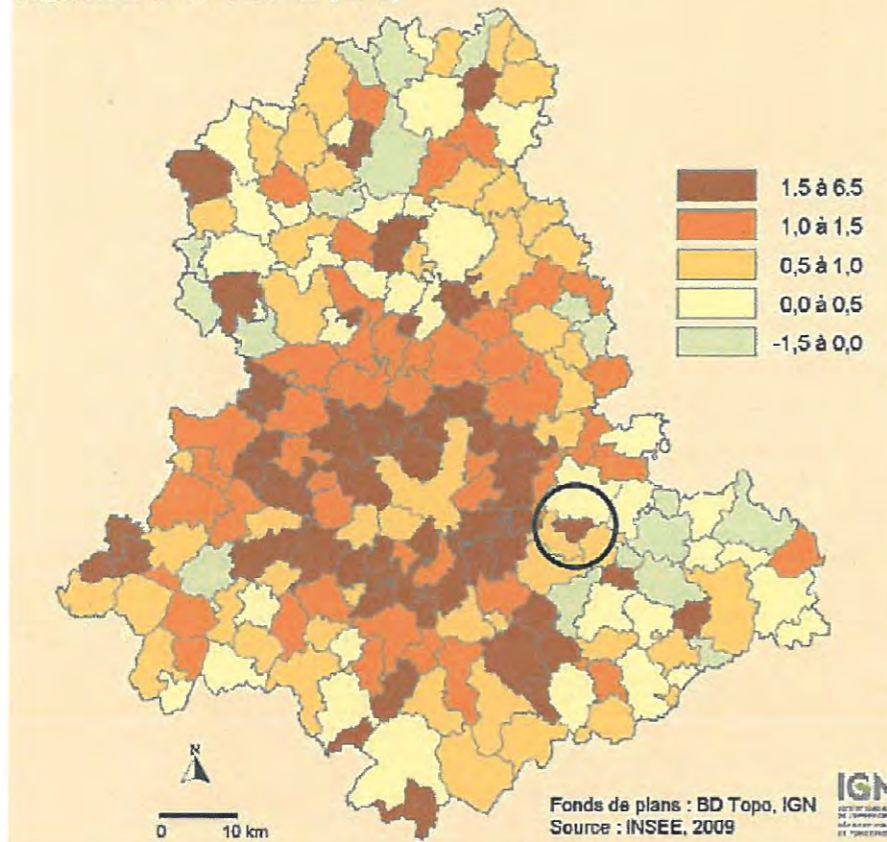 1.5 à 6.5
1,0 à 1,5
0,5 à 1,0
0,0 à 0,5
-1,5 à 0,0
N
0 10 km
Fonds de plans : BD Topo, IGN
Source : INSEE, 2009
IGN